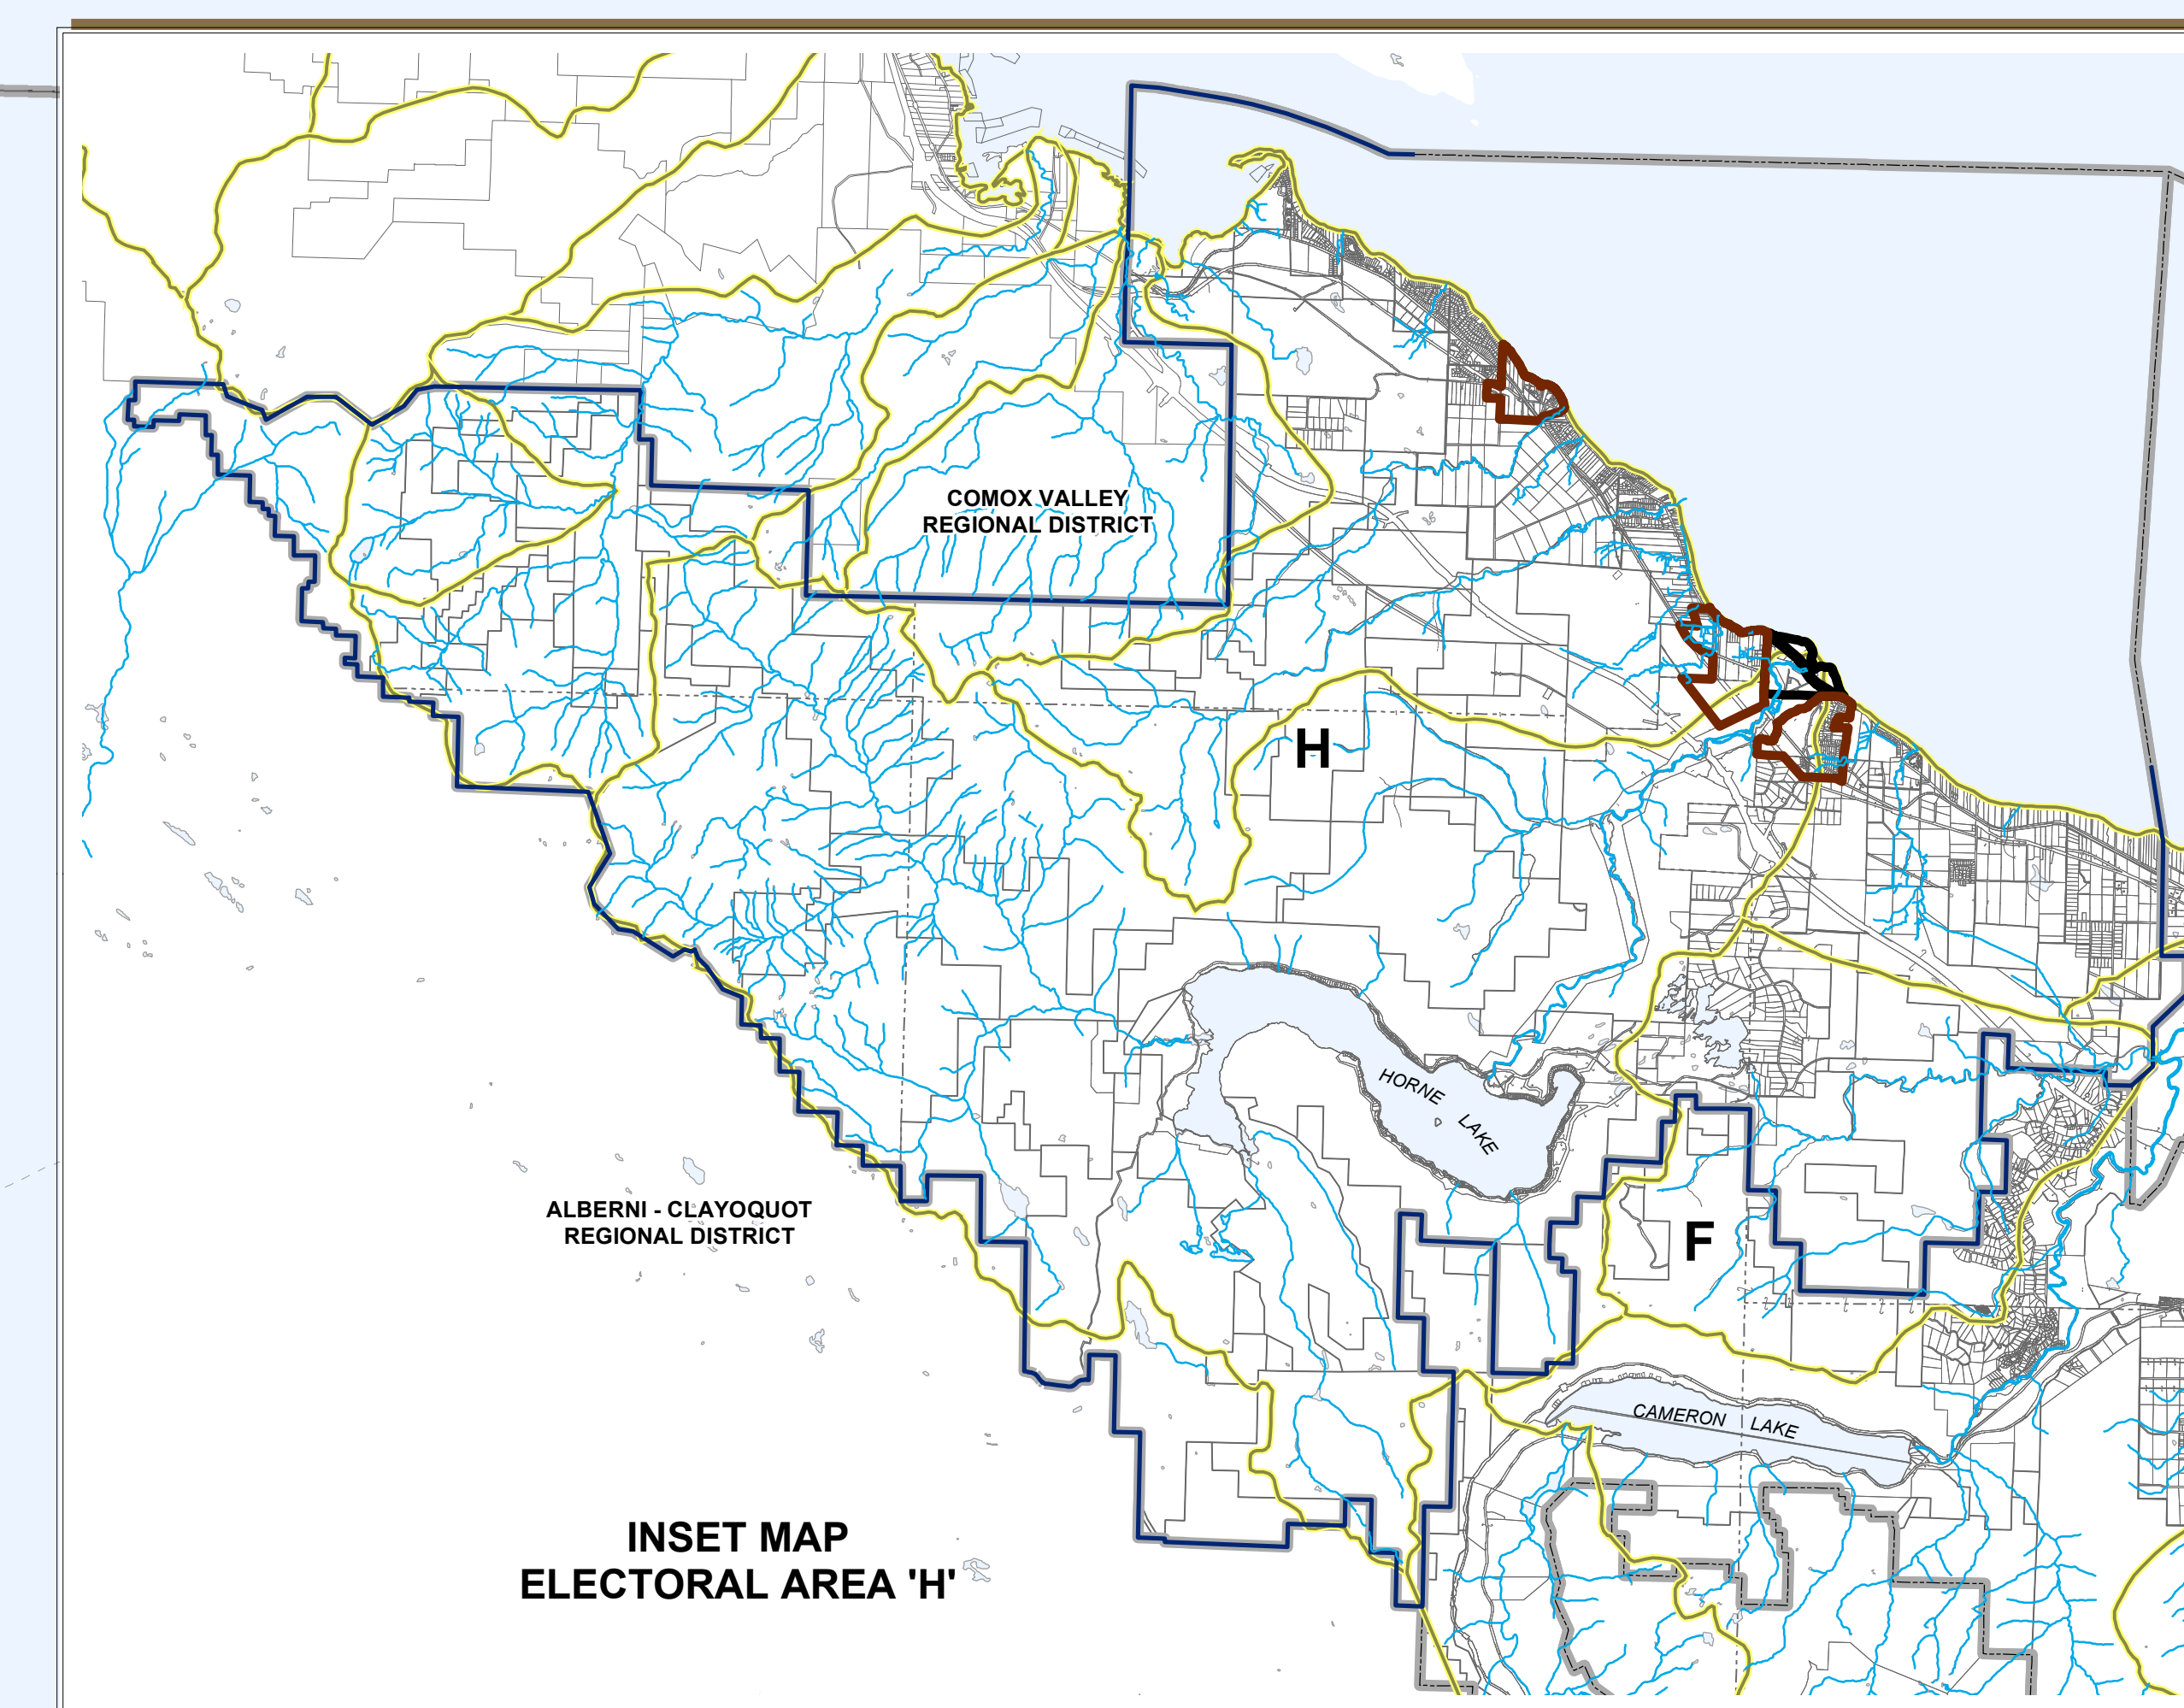 COMOX VALLEY
REGIONAL DISTRICT
H
HORNE LAKE
ALBERNI - CLAYOQUOT
REGIONAL DISTRICT
F
CAMERON LAKE
INSET MAP
ELECTORAL AREA 'H'